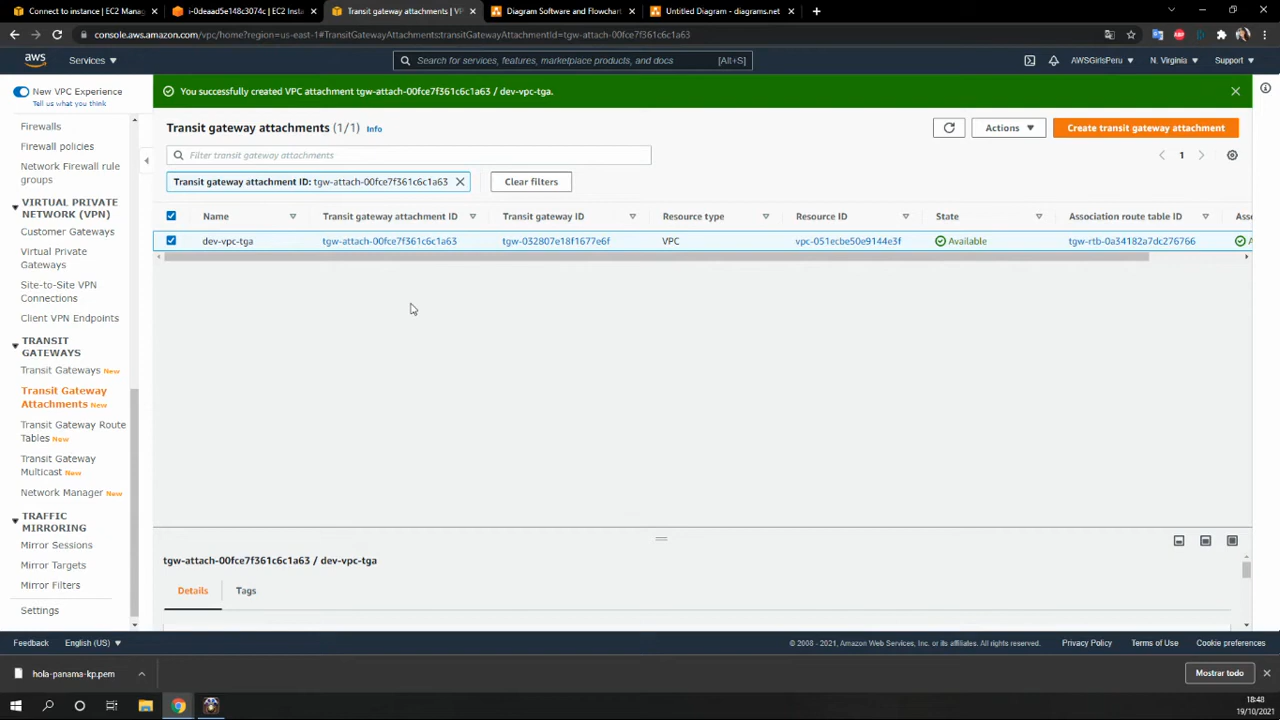 Connect to instance | EC2 Manag
i-0deaad5e148c3074c | EC2 Inst
Transit gateway attachments | VP
Diagram Software and Flowchart
Untitled Diagram - diagrams.net
console.aws.amazon.com/vpc/home?region=us-east-1#TransitGatewayAttachments:transitGatewayAttachmentId=tgw-attach-00fce7f361c6c1a63
aws
Services
Search for services, features, marketplace products, and docs
[Alt+S]
AWSGirlsPeru
N. Virginia
Support
New VPC Experience
Tell us what you think
Firewalls
Firewall policies
Network Firewall rule
groups
VIRTUAL PRIVATE
NETWORK (VPN)
Customer Gateways
Virtual Private
Gateways
Site-to-Site VPN
Connections
Client VPN Endpoints
TRANSIT
GATEWAYS
Transit Gateways New
Transit Gateway
Attachments New
Transit Gateway Route
Tables New
Transit Gateway
Multicast New
Network Manager New
TRAFFIC
MIRRORING
Mirror Sessions
Mirror Targets
Mirror Filters
Settings
You successfully created VPC attachment tgw-attach-00fce7f361c6c1a63 / dev-vpc-tga.
Transit gateway attachments (1/1) Info
Actions
Create transit gateway attachment
Filter transit gateway attachments
1
Transit gateway attachment ID: tgw-attach-00fce7f361c6c1a63
Clear filters
Name Transit gateway attachment ID Transit gateway ID Resource type Resource ID State Association route table ID Asso
dev-vpc-tga tgw-attach-00fce7f361c6c1a63 tgw-032807e18f1677e6f VPC vpc-051ecbe50e9144e3f Available tgw-rtb-0a34182a7dc276766 A
tgw-attach-00fce7f361c6c1a63 / dev-vpc-tga
Details Tags
Feedback English (US) © 2008 - 2021, Amazon Web Services, Inc. or its affiliates. All rights reserved. Privacy Policy Terms of Use Cookie preferences
hola-panama-kp.pem
Mostrar todo
18:48
19/10/2021